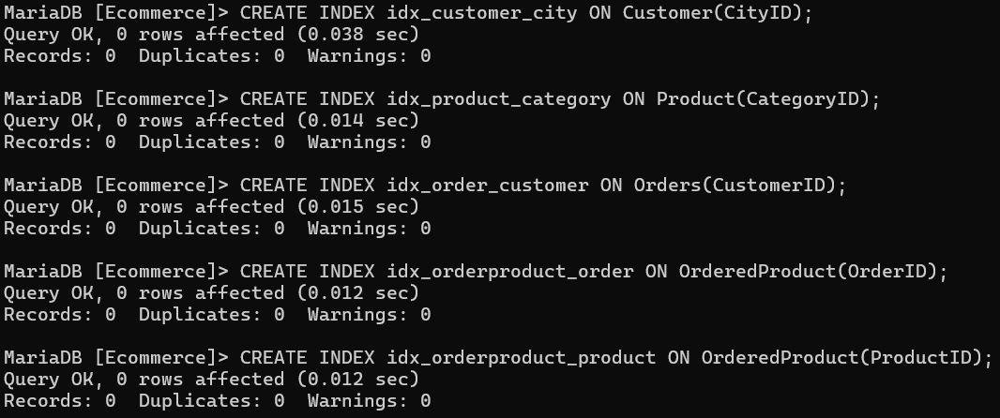 MariaDB [Ecommerce]> CREATE INDEX idx_customer_city ON Customer(CityID);
Query OK, 0 rows affected (0.038 sec)
Records: 0  Duplicates: 0  Warnings: 0

MariaDB [Ecommerce]> CREATE INDEX idx_product_category ON Product(CategoryID);
Query OK, 0 rows affected (0.014 sec)
Records: 0  Duplicates: 0  Warnings: 0

MariaDB [Ecommerce]> CREATE INDEX idx_order_customer ON Orders(CustomerID);
Query OK, 0 rows affected (0.015 sec)
Records: 0  Duplicates: 0  Warnings: 0

MariaDB [Ecommerce]> CREATE INDEX idx_orderproduct_order ON OrderedProduct(OrderID);
Query OK, 0 rows affected (0.012 sec)
Records: 0  Duplicates: 0  Warnings: 0

MariaDB [Ecommerce]> CREATE INDEX idx_orderproduct_product ON OrderedProduct(ProductID);
Query OK, 0 rows affected (0.012 sec)
Records: 0  Duplicates: 0  Warnings: 0